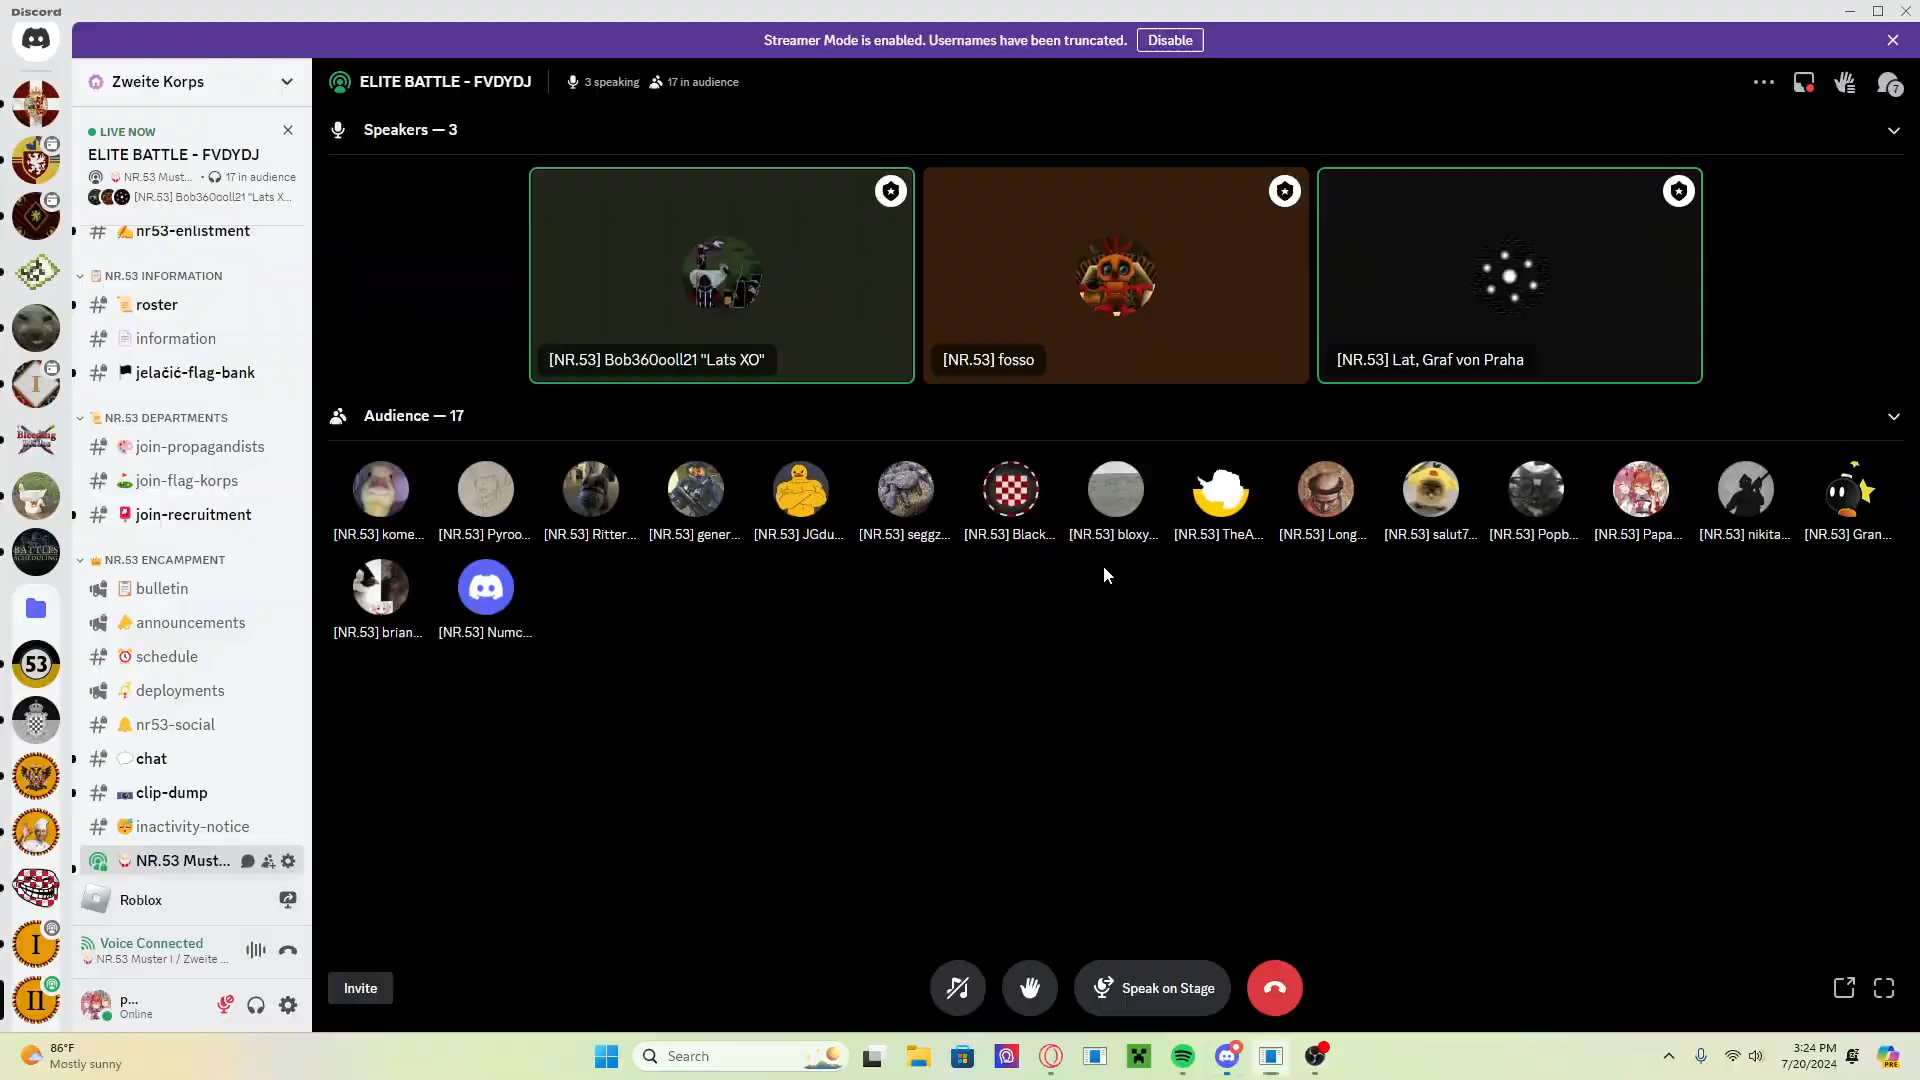 Discord
Streamer Mode is enabled. Usernames have been truncated.
Disable
Zweite Korps
LIVE NOW
ELITE BATTLE - FVDYDJ
NR.53 Must... • 17 in audience
[NR.53] Bob360ooll21 "Lats X...
nr53-enlistment
NR.53 INFORMATION
roster
information
jelačić-flag-bank
NR.53 DEPARTMENTS
join-propagandists
join-flag-korps
join-recruitment
NR.53 ENCAMPMENT
bulletin
announcements
schedule
deployments
nr53-social
chat
clip-dump
inactivity-notice
NR.53 Must...
Roblox
Voice Connected
NR.53 Muster I / Zweite ...
p...
Online
ELITE BATTLE - FVDYDJ
3 speaking
17 in audience
7
Speakers — 3
[NR.53] Bob360ooll21 "Lats XO"
[NR.53] fosso
[NR.53] Lat, Graf von Praha
Audience — 17
[NR.53] kome...
[NR.53] Pyroo...
[NR.53] Ritter...
[NR.53] gener...
[NR.53] JGdu...
[NR.53] seggz...
[NR.53] Black...
[NR.53] bloxy...
[NR.53] TheA...
[NR.53] Long...
[NR.53] salut7...
[NR.53] Popb...
[NR.53] Papa...
[NR.53] nikita...
[NR.53] Gran...
[NR.53] brian...
[NR.53] Numc...
Invite
Speak on Stage
I
53
I
II
86°F
Mostly sunny
Search
3:24 PM
7/20/2024
PRE